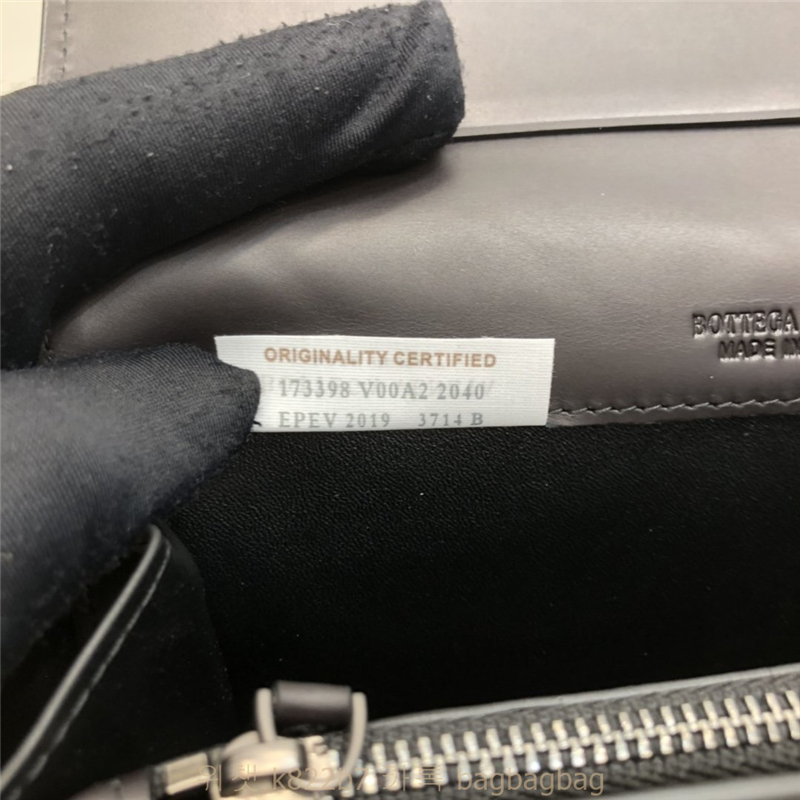 BOTTEGA
MADE IN
ORIGINALITY CERTIFIED
173398 V00A2 2040
EPEV 2019 3714 B
bagbagbag